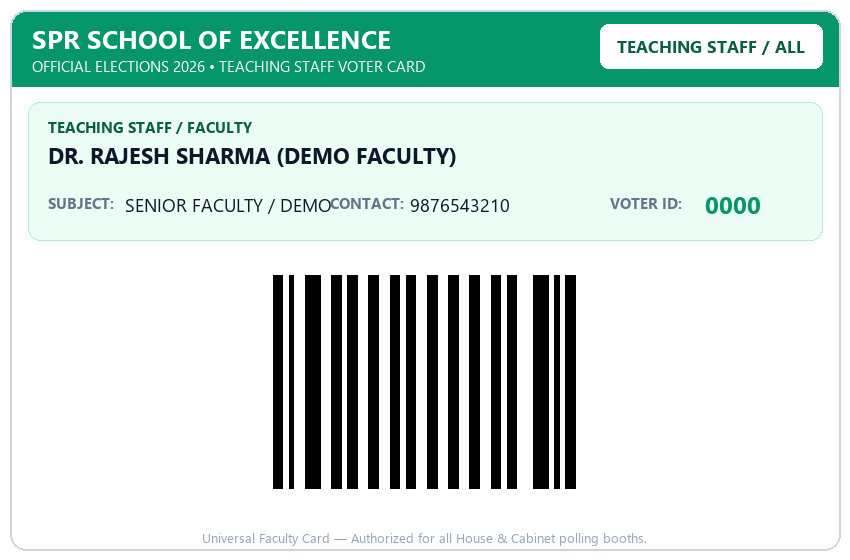 SPR SCHOOL OF EXCELLENCE
OFFICIAL ELECTIONS 2026 • TEACHING STAFF VOTER CARD
TEACHING STAFF / ALL
TEACHING STAFF / FACULTY
DR. RAJESH SHARMA (DEMO FACULTY)
SUBJECT: SENIOR FACULTY / DEMO CONTACT: 9876543210 VOTER ID: 0000
Universal Faculty Card — Authorized for all House & Cabinet polling booths.